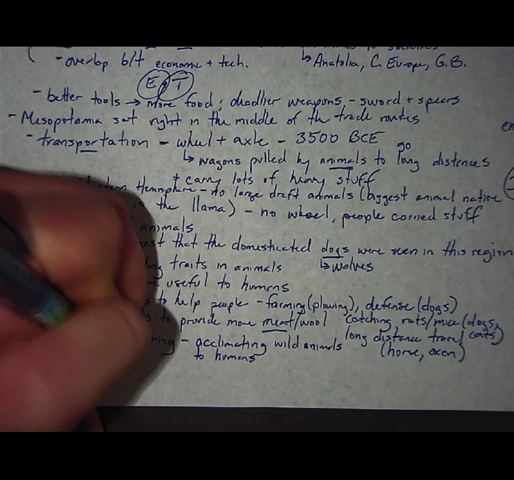 - overlap b/t economic + tech.
↳ Anatolia, C. Europe, G.B.
E T
- better tools → more food; deadlier weapons - sword + spers
- Mesopotamia sat right in the middle of the trade routes
- transportation - wheel + axle - 3500 BCE
↳ wagons pulled by animals to go long distances
+ carry lots of heavy stuff
Hemisphere - no large draft animals (biggest animal native
the llama) - no wheel, people carried stuff
animals
that the domesticated dogs were seen in this region
traits in animals ↳ wolves
- useful to humans
to help people - farming (plowing), defense (dogs)
to provide more meat/wool catching rats/mice (dogs, cats)
- acclimating wild animals long distance travel
to humans (horse, oxen)